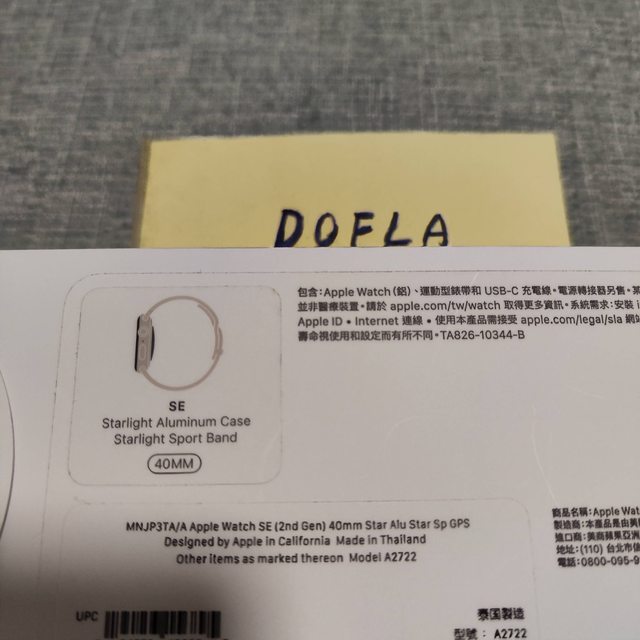 DOFLA
包含：Apple Watch（鋁）、運動型錶帶和 USB-C 充電線。電源轉接器另售。某
並非醫療裝置。請於 apple.com/tw/watch 取得更多資訊。系統需求：安裝 i
Apple ID • Internet 連線 • 使用本產品需接受 apple.com/legal/sla 網站
壽命視使用和設定而有所不同。TA826-10344-B
SE
Starlight Aluminum Case
Starlight Sport Band
40MM
MNJP3TA/A Apple Watch SE (2nd Gen) 40mm Star Alu Star Sp GPS
Designed by Apple in California Made in Thailand
Other items as marked thereon Model A2722
商品名稱：Apple Wat
製造商：本產品是由美
進口商：美商蘋果亞洲
地址：(110) 台北市信
電話：0800-095-9
UPC
泰国製造
型號： A2722